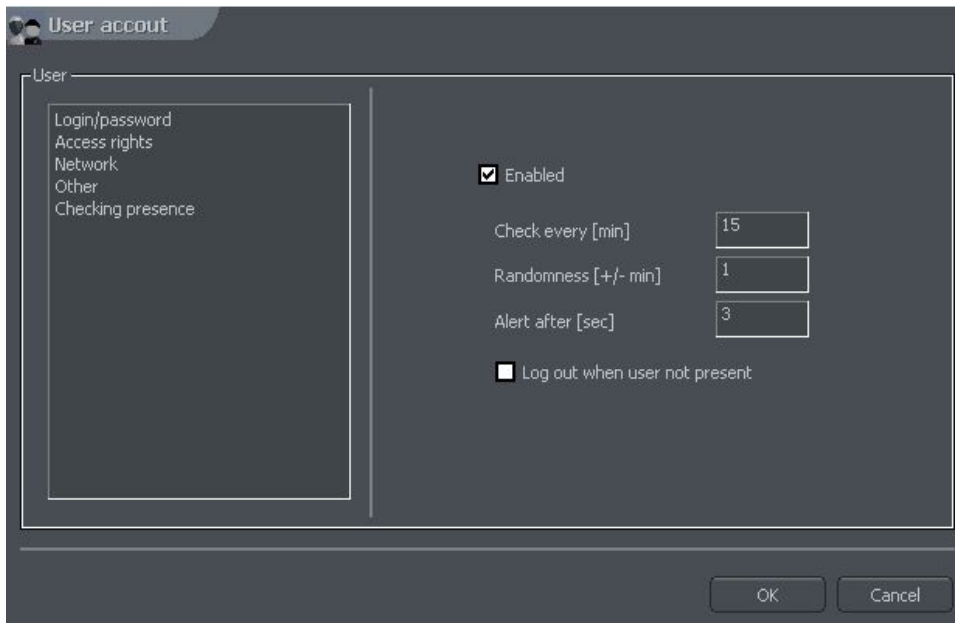 User accout
User
Login/password
Access rights
Network
Other
Checking presence
Enabled
Check every [min] 15
Randomness [+/- min] 1
Alert after [sec] 3
Log out when user not present
OK Cancel